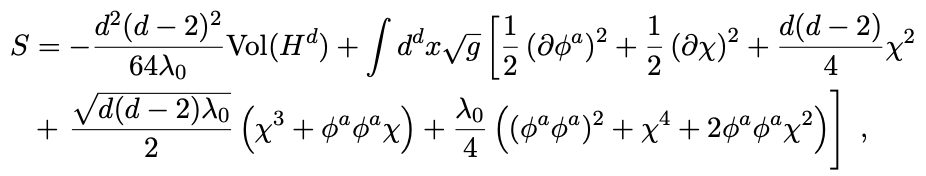 S = -\frac{d^2(d-2)^2}{64\lambda_0} \text{Vol}(H^d) + \int d^d x \sqrt{g} \left[ \frac{1}{2} (\partial \phi^a)^2 + \frac{1}{2} (\partial \chi)^2 + \frac{d(d-2)}{4} \chi^2 \right.
\left. + \frac{\sqrt{d(d-2)\lambda_0}}{2} \left( \chi^3 + \phi^a \phi^a \chi \right) + \frac{\lambda_0}{4} \left( (\phi^a \phi^a)^2 + \chi^4 + 2\phi^a \phi^a \chi^2 \right) \right] ,